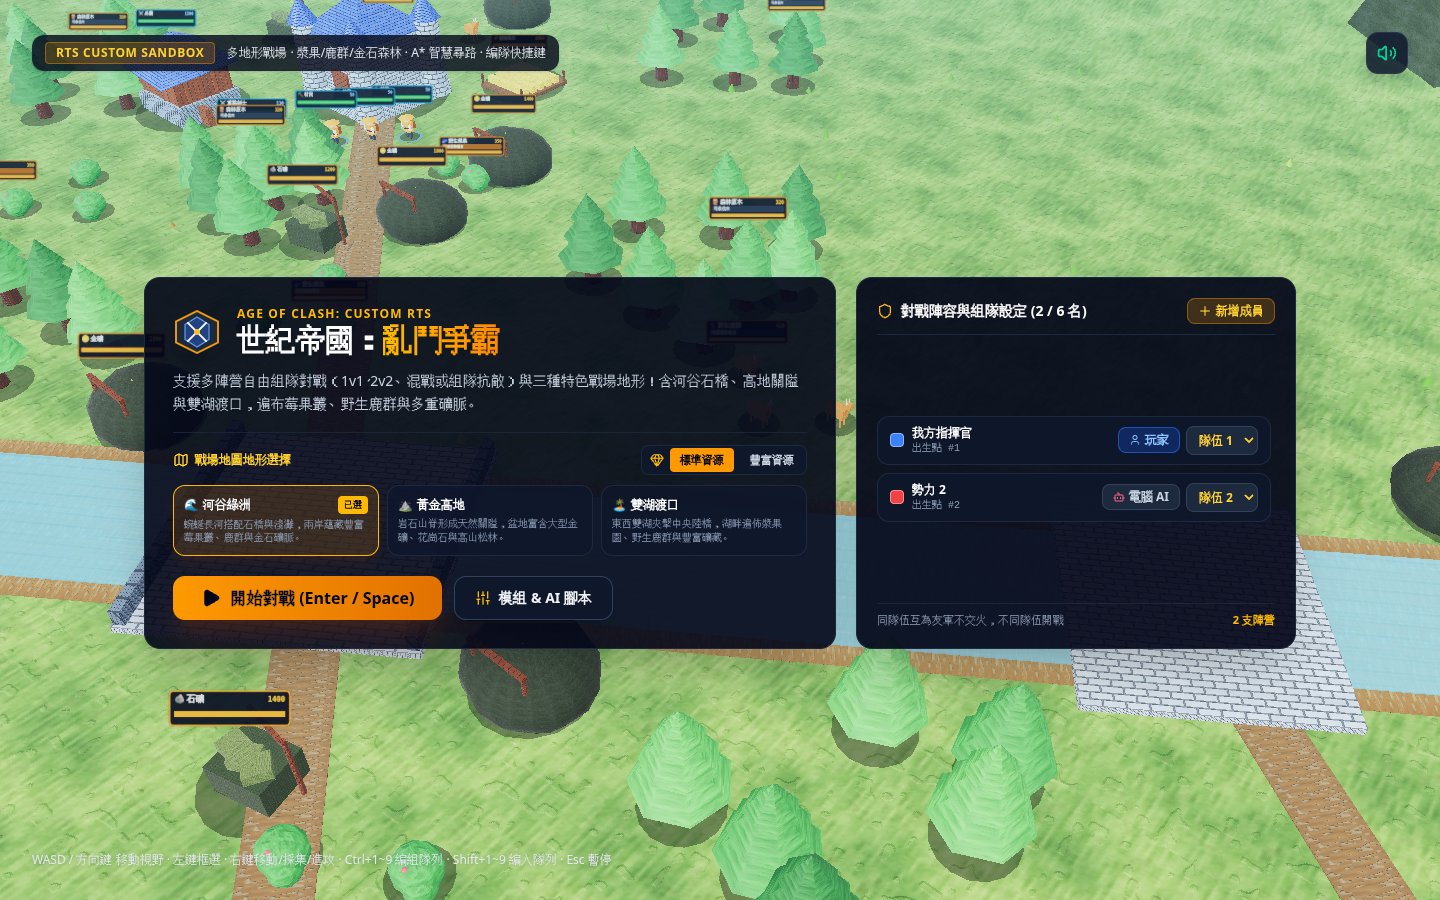 RTS CUSTOM SANDBOX 多地形戰場 · 漿果/鹿群/金石森林 · A* 智慧尋路 · 編隊快捷鍵
AGE OF CLASH: CUSTOM RTS
世紀帝國：亂鬥爭霸
支援多陣營自由組隊對戰（1v1、2v2、混戰或組隊抗敵）與三種特色戰場地形！含河谷石橋、高地關隘
與雙湖渡口，遍布莓果叢、野生鹿群與多重礦脈。
戰場地圖地形選擇
標準資源 豐富資源
河谷綠洲 已選
蜿蜒長河搭配石橋與淺灘，兩岸蘊藏豐富
莓果叢、鹿群與金石礦脈。
黃金高地
岩石山脊形成天然關隘，盆地富含大型金
礦、花崗石與高山松林。
雙湖渡口
東西雙湖夾擊中央陸橋，湖畔遍佈漿果
園、野生鹿群與豐富礦藏。
開始對戰 (Enter / Space)
模組 & AI 腳本
對戰陣容與組隊設定 (2 / 6 名)
新增成員
我方指揮官
出生點 #1
玩家 隊伍 1
勢力 2
出生點 #2
電腦 AI 隊伍 2
同隊伍互為友軍不交火，不同隊伍開戰
2 支陣營
石礦 1200
金礦
石礦 1400
森林原木 320
WASD / 方向鍵 移動視野 · 左鍵框選 · 右鍵移動/採集/進攻 · Ctrl+1~9 編組隊列 · Shift+1~9 編入隊列 · Esc 暫停